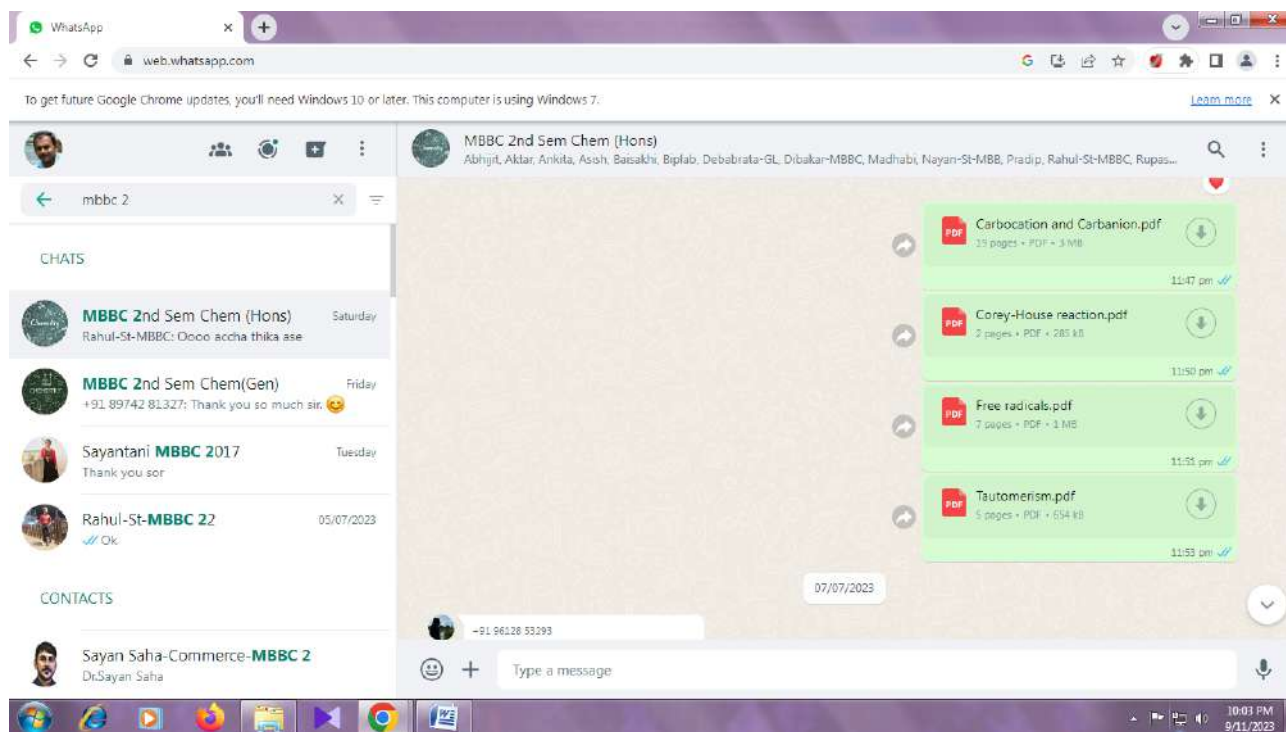 WhatsApp
web.whatsapp.com
To get future Google Chrome updates, you'll need Windows 10 or later. This computer is using Windows 7.
Learn more
mbbc 2
CHATS
MBBC 2nd Sem Chem (Hons)
Saturday
Rahul-St-MBBC: Oooo accha thika ase
MBBC 2nd Sem Chem(Gen)
Friday
+91 89742 81327: Thank you so much sir.
Sayantani MBBC 2017
Tuesday
Thank you sor
Rahul-St-MBBC 22
05/07/2023
Ok
CONTACTS
Sayan Saha-Commerce-MBBC 2
Dr.Sayan Saha
MBBC 2nd Sem Chem (Hons)
Abhijit, Aktar, Ankita, Asish, Baisakhi, Biplab, Debabrata-GL, Dibakar-MBBC, Madhabi, Nayan-St-MBB, Pradip, Rahul-St-MBBC, Rupas...
PDF
Carbocation and Carbanion.pdf
19 pages • PDF • 3 MB
11:47 pm
PDF
Corey-House reaction.pdf
2 pages • PDF • 285 kB
11:50 pm
PDF
Free radicals.pdf
7 pages • PDF • 1 MB
11:51 pm
PDF
Tautomerism.pdf
5 pages • PDF • 654 kB
11:53 pm
07/07/2023
+91 96128 53293
Type a message
10:03 PM
9/11/2023